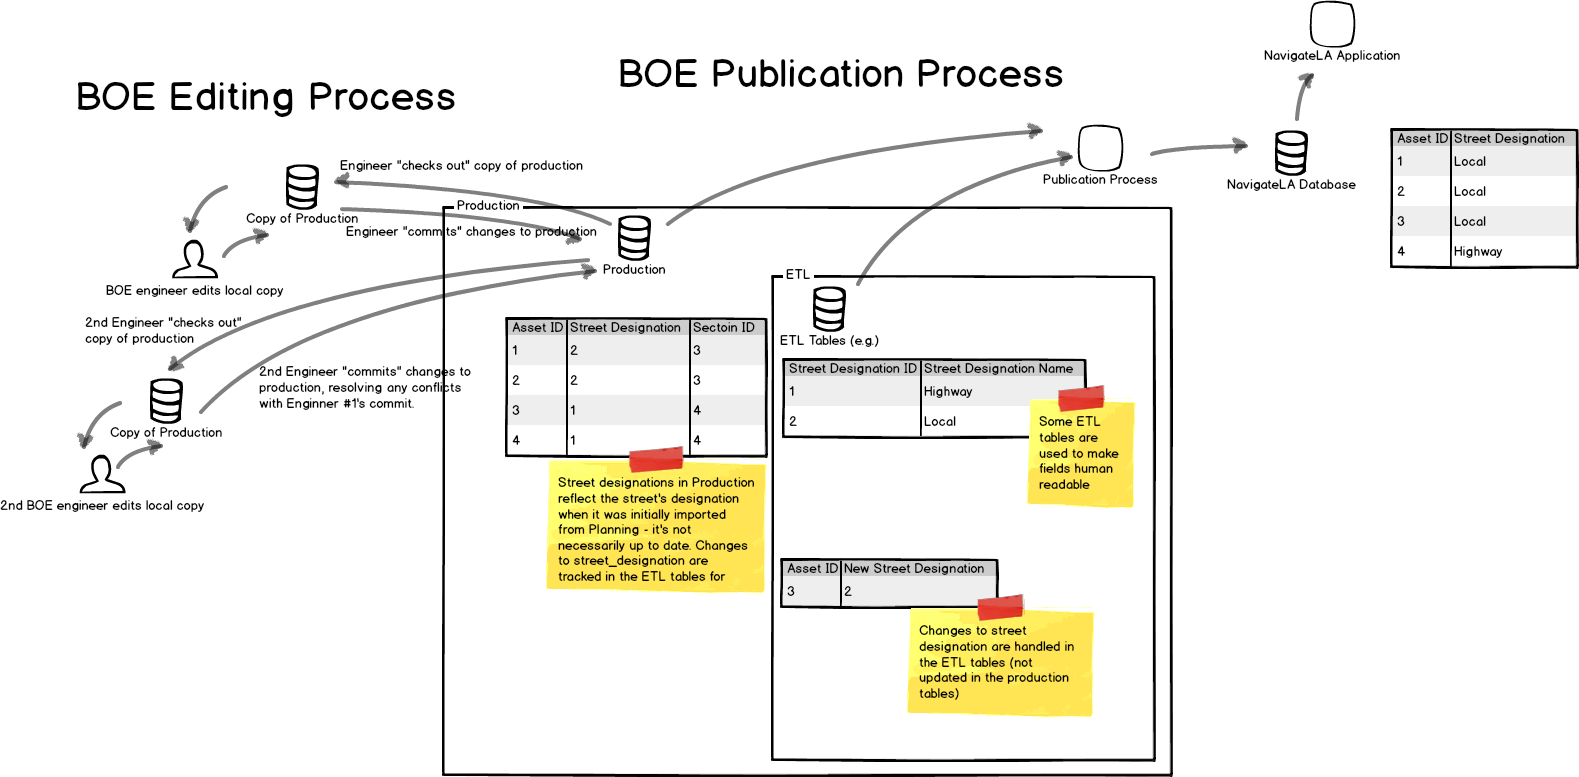 NavigateLA Application
BOE Publication Process
BOE Editing Process
Engineer "checks out" copy of production
Copy of Production
Engineer "commits" changes to production
BOE engineer edits local copy
2nd Engineer "checks out"
copy of production
2nd Engineer "commits" changes to
production, resolving any conflicts
with Enginner #1's commit.
Copy of Production
2nd BOE engineer edits local copy
Production
Production
Asset ID Street Designation Sectoin ID
1 2 3
2 2 3
3 1 4
4 1 4
Street designations in Production
reflect the street's designation
when it was initially imported
from Planning - it's not
necessarily up to date. Changes
to street_designation are
tracked in the ETL tables for
ETL
ETL Tables (e.g.)
Street Designation ID Street Designation Name
1 Highway
2 Local
Some ETL
tables are
used to make
fields human
readable
Asset ID New Street Designation
3 2
Changes to street
designation are handled in
the ETL tables (not
updated in the production
tables)
Publication Process
NavigateLA Database
Asset ID Street Designation
1 Local
2 Local
3 Local
4 Highway